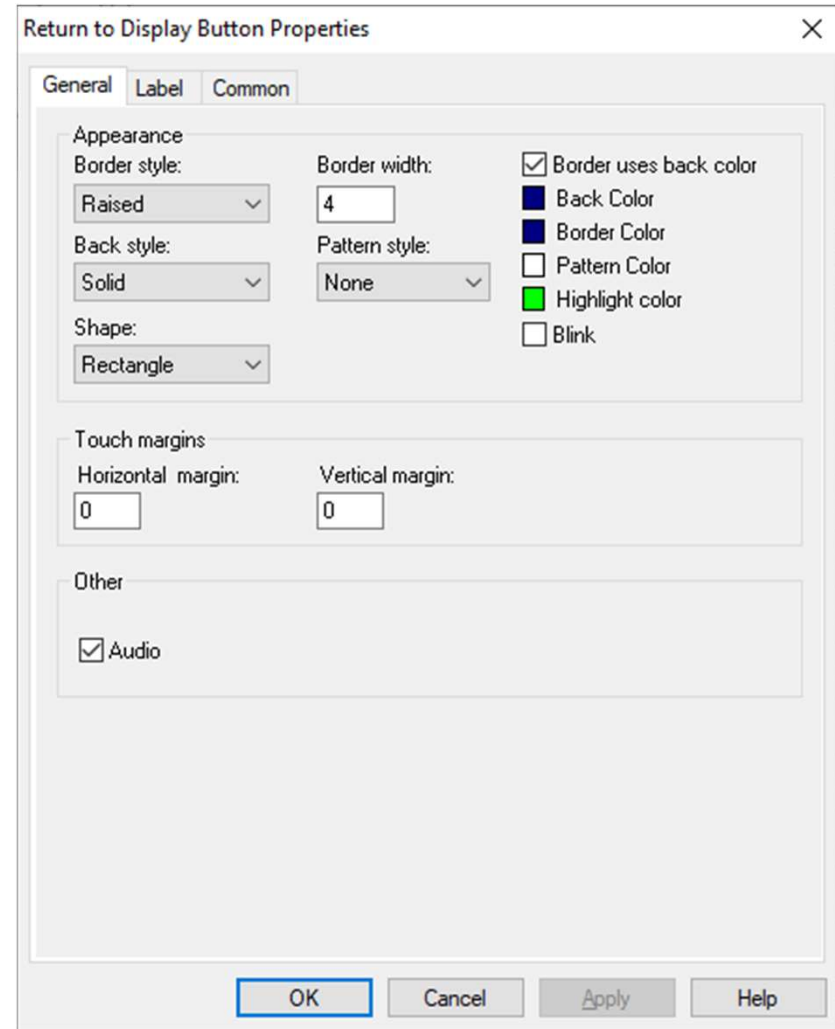 Return to Display Button Properties
General Label Common
Appearance
Border style: Border width: Border uses back color
Raised 4 Back Color
Back style: Pattern style: Border Color
Solid None Pattern Color
Highlight color
Shape: Blink
Rectangle
Touch margins
Horizontal margin: Vertical margin:
0 0
Other
Audio
OK Cancel Apply Help